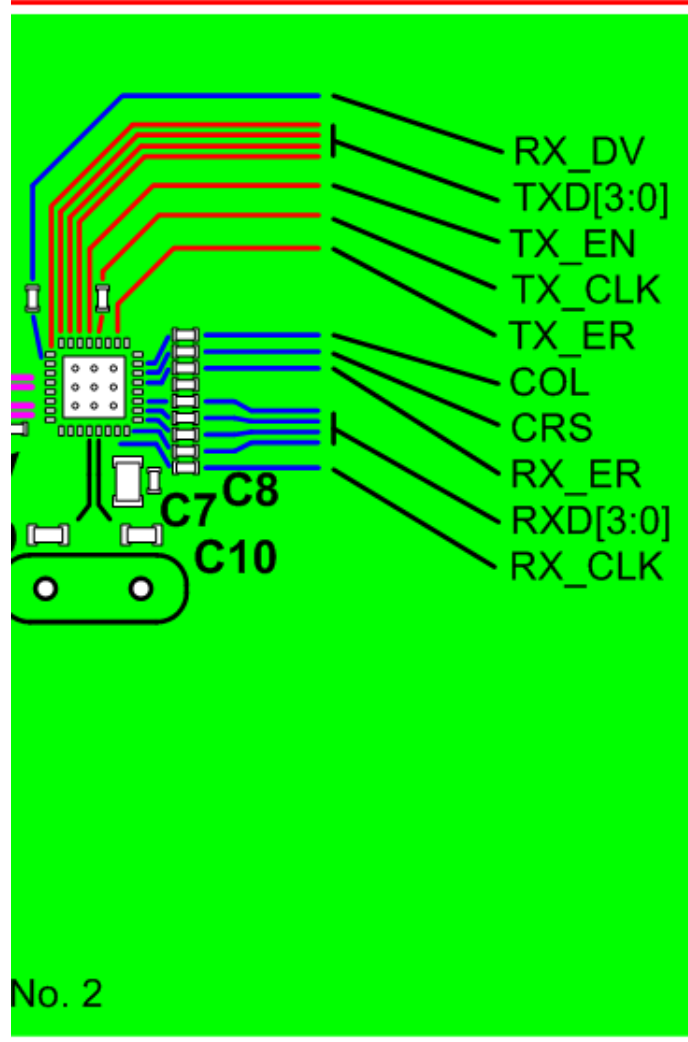 RX_DV
TXD[3:0]
TX_EN
TX_CLK
TX_ER
COL
CRS
RX_ER
RXD[3:0]
RX_CLK
C7
C8
C10
No. 2